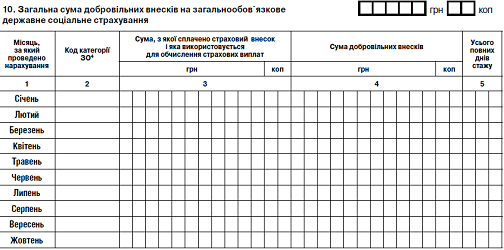 10. Загальна сума добровільних внесків на загальнообов`язкове
державне соціальне страхування
грн коп
Місяць,
за який
проведено
нарахування
Код категорії
ЗО*
Сума, з якої сплачено страховий внесок
і яка використовується
для обчислення страхових виплат
грн коп
Сума добровільних внесків
грн коп
Усього
повних
днів
стажу
1 2 3 4 5
Січень
Лютий
Березень
Квітень
Травень
Червень
Липень
Серпень
Вересень
Жовтень